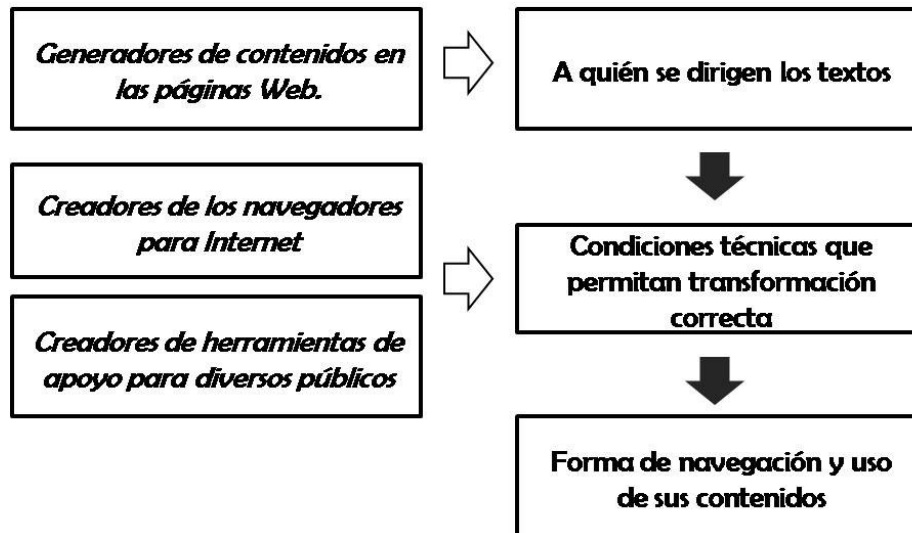 Generadores de contenidos en
las páginas Web.
A quién se dirigen los textos
Creadores de los navegadores
para Internet
Creadores de herramientas de
apoyo para diversos públicos
Condiciones técnicas que
permitan transformación
correcta
Forma de navegación y uso
de sus contenidos